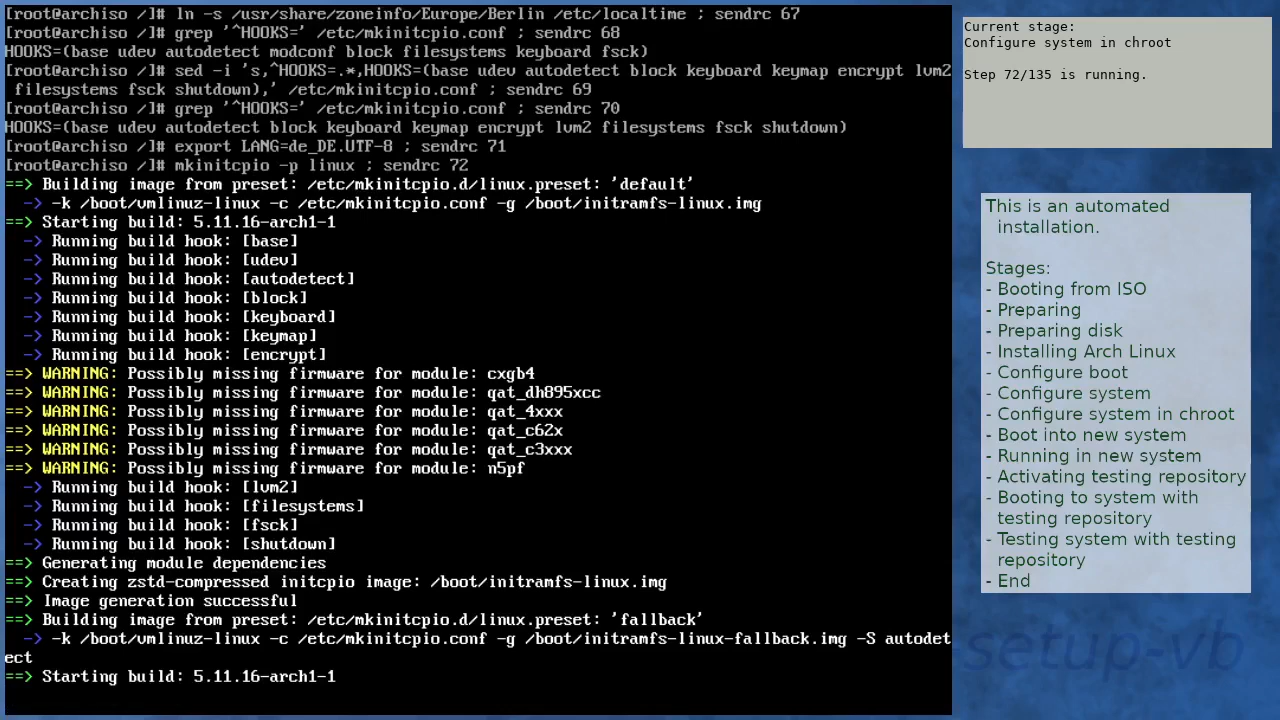 [root@archiso /]# ln -s /usr/share/zoneinfo/Europe/Berlin /etc/localtime ; sendrc 67
[root@archiso /]# grep '^HOOKS=' /etc/mkinitcpio.conf ; sendrc 68
HOOKS=(base udev autodetect modconf block filesystems keyboard fsck)
[root@archiso /]# sed -i 's,^HOOKS=.*,HOOKS=(base udev autodetect block keyboard keymap encrypt lvm2
 filesystems fsck shutdown),' /etc/mkinitcpio.conf ; sendrc 69
[root@archiso /]# grep '^HOOKS=' /etc/mkinitcpio.conf ; sendrc 70
HOOKS=(base udev autodetect block keyboard keymap encrypt lvm2 filesystems fsck shutdown)
[root@archiso /]# export LANG=de_DE.UTF-8 ; sendrc 71
[root@archiso /]# mkinitcpio -p linux ; sendrc 72
==> Building image from preset: /etc/mkinitcpio.d/linux.preset: 'default'
  -> -k /boot/vmlinuz-linux -c /etc/mkinitcpio.conf -g /boot/initramfs-linux.img
==> Starting build: 5.11.16-arch1-1
  -> Running build hook: [base]
  -> Running build hook: [udev]
  -> Running build hook: [autodetect]
  -> Running build hook: [block]
  -> Running build hook: [keyboard]
  -> Running build hook: [keymap]
  -> Running build hook: [encrypt]
==> WARNING: Possibly missing firmware for module: cxgb4
==> WARNING: Possibly missing firmware for module: qat_dh895xcc
==> WARNING: Possibly missing firmware for module: qat_4xxx
==> WARNING: Possibly missing firmware for module: qat_c62x
==> WARNING: Possibly missing firmware for module: qat_c3xxx
==> WARNING: Possibly missing firmware for module: n5pf
  -> Running build hook: [lvm2]
  -> Running build hook: [filesystems]
  -> Running build hook: [fsck]
  -> Running build hook: [shutdown]
==> Generating module dependencies
==> Creating zstd-compressed initcpio image: /boot/initramfs-linux.img
==> Image generation successful
==> Building image from preset: /etc/mkinitcpio.d/linux.preset: 'fallback'
  -> -k /boot/vmlinuz-linux -c /etc/mkinitcpio.conf -g /boot/initramfs-linux-fallback.img -S autodet
ect
==> Starting build: 5.11.16-arch1-1
Current stage:
Configure system in chroot
Step 72/135 is running.
This is an automated
installation.
Stages:
- Booting from ISO
- Preparing
- Preparing disk
- Installing Arch Linux
- Configure boot
- Configure system
- Configure system in chroot
- Boot into new system
- Running in new system
- Activating testing repository
- Booting to system with
testing repository
- Testing system with testing
repository
- End
setup-vb